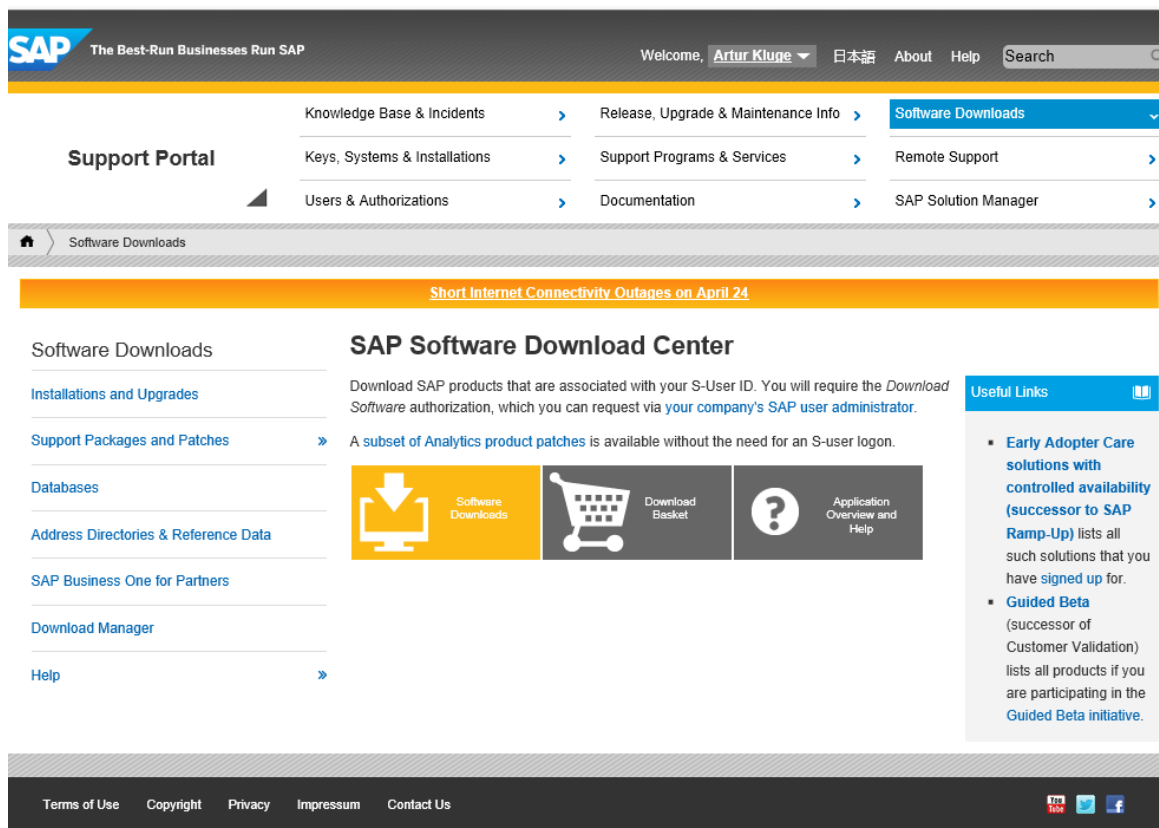 SAP The Best-Run Businesses Run SAP
Welcome, Artur Kluge 日本語 About Help Search
Support Portal
Knowledge Base & Incidents
Release, Upgrade & Maintenance Info
Software Downloads
Keys, Systems & Installations
Support Programs & Services
Remote Support
Users & Authorizations
Documentation
SAP Solution Manager
Software Downloads
Short Internet Connectivity Outages on April 24
Software Downloads
Installations and Upgrades
Support Packages and Patches »
Databases
Address Directories & Reference Data
SAP Business One for Partners
Download Manager
Help »
SAP Software Download Center
Download SAP products that are associated with your S-User ID. You will require the Download
Software authorization, which you can request via your company's SAP user administrator.
A subset of Analytics product patches is available without the need for an S-user logon.
Software
Downloads
Download
Basket
?
Application
Overview and
Help
Useful Links
Early Adopter Care
solutions with
controlled availability
(successor to SAP
Ramp-Up) lists all
such solutions that you
have signed up for.
Guided Beta
(successor of
Customer Validation)
lists all products if you
are participating in the
Guided Beta initiative.
Terms of Use Copyright Privacy Impressum Contact Us
You
Tube
f